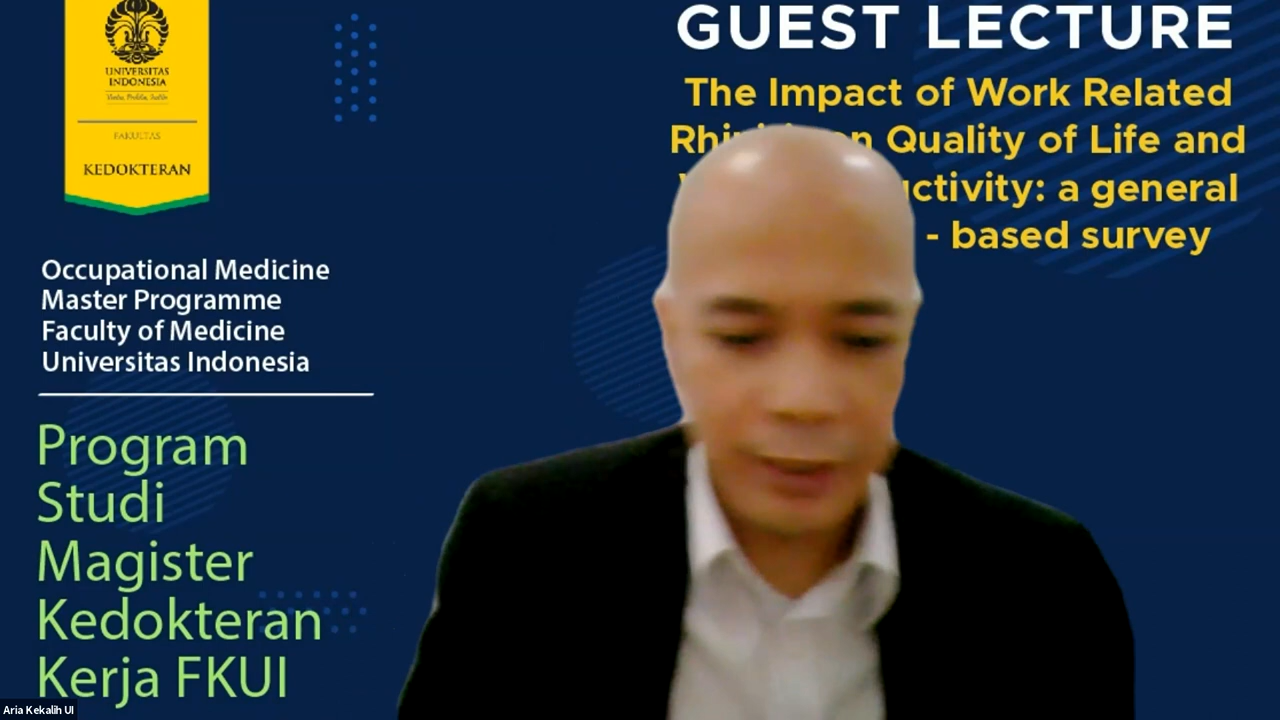 UNIVERSITAS
INDONESIA
FAKULTAS
KEDOKTERAN
Occupational Medicine
Master Programme
Faculty of Medicine
Universitas Indonesia
Program
Studi
Magister
Kedokteran
Kerja FKUI
GUEST LECTURE
The Impact of Work Related
Quality of Life and
: a general
- based survey
Aria Kekalih UI